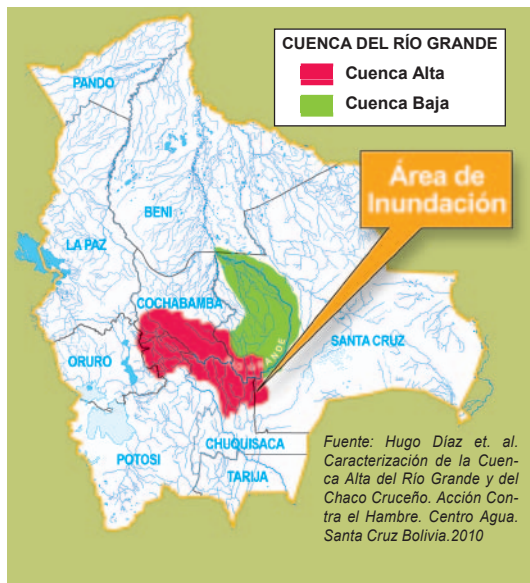 CUENCA DEL RÍO GRANDE
Cuenca Alta
Cuenca Baja
PANDO
Área de
Inundación
BENI
LA PAZ
COCHABAMBA
RIO GRANDE
SANTA CRUZ
ORURO
CHUQUISACA
POTOSI
TARIJA
Fuente: Hugo Díaz et. al.
Caracterización de la Cuen-
ca Alta del Río Grande y del
Chaco Cruceño. Acción Con-
tra el Hambre. Centro Agua.
Santa Cruz Bolivia.2010